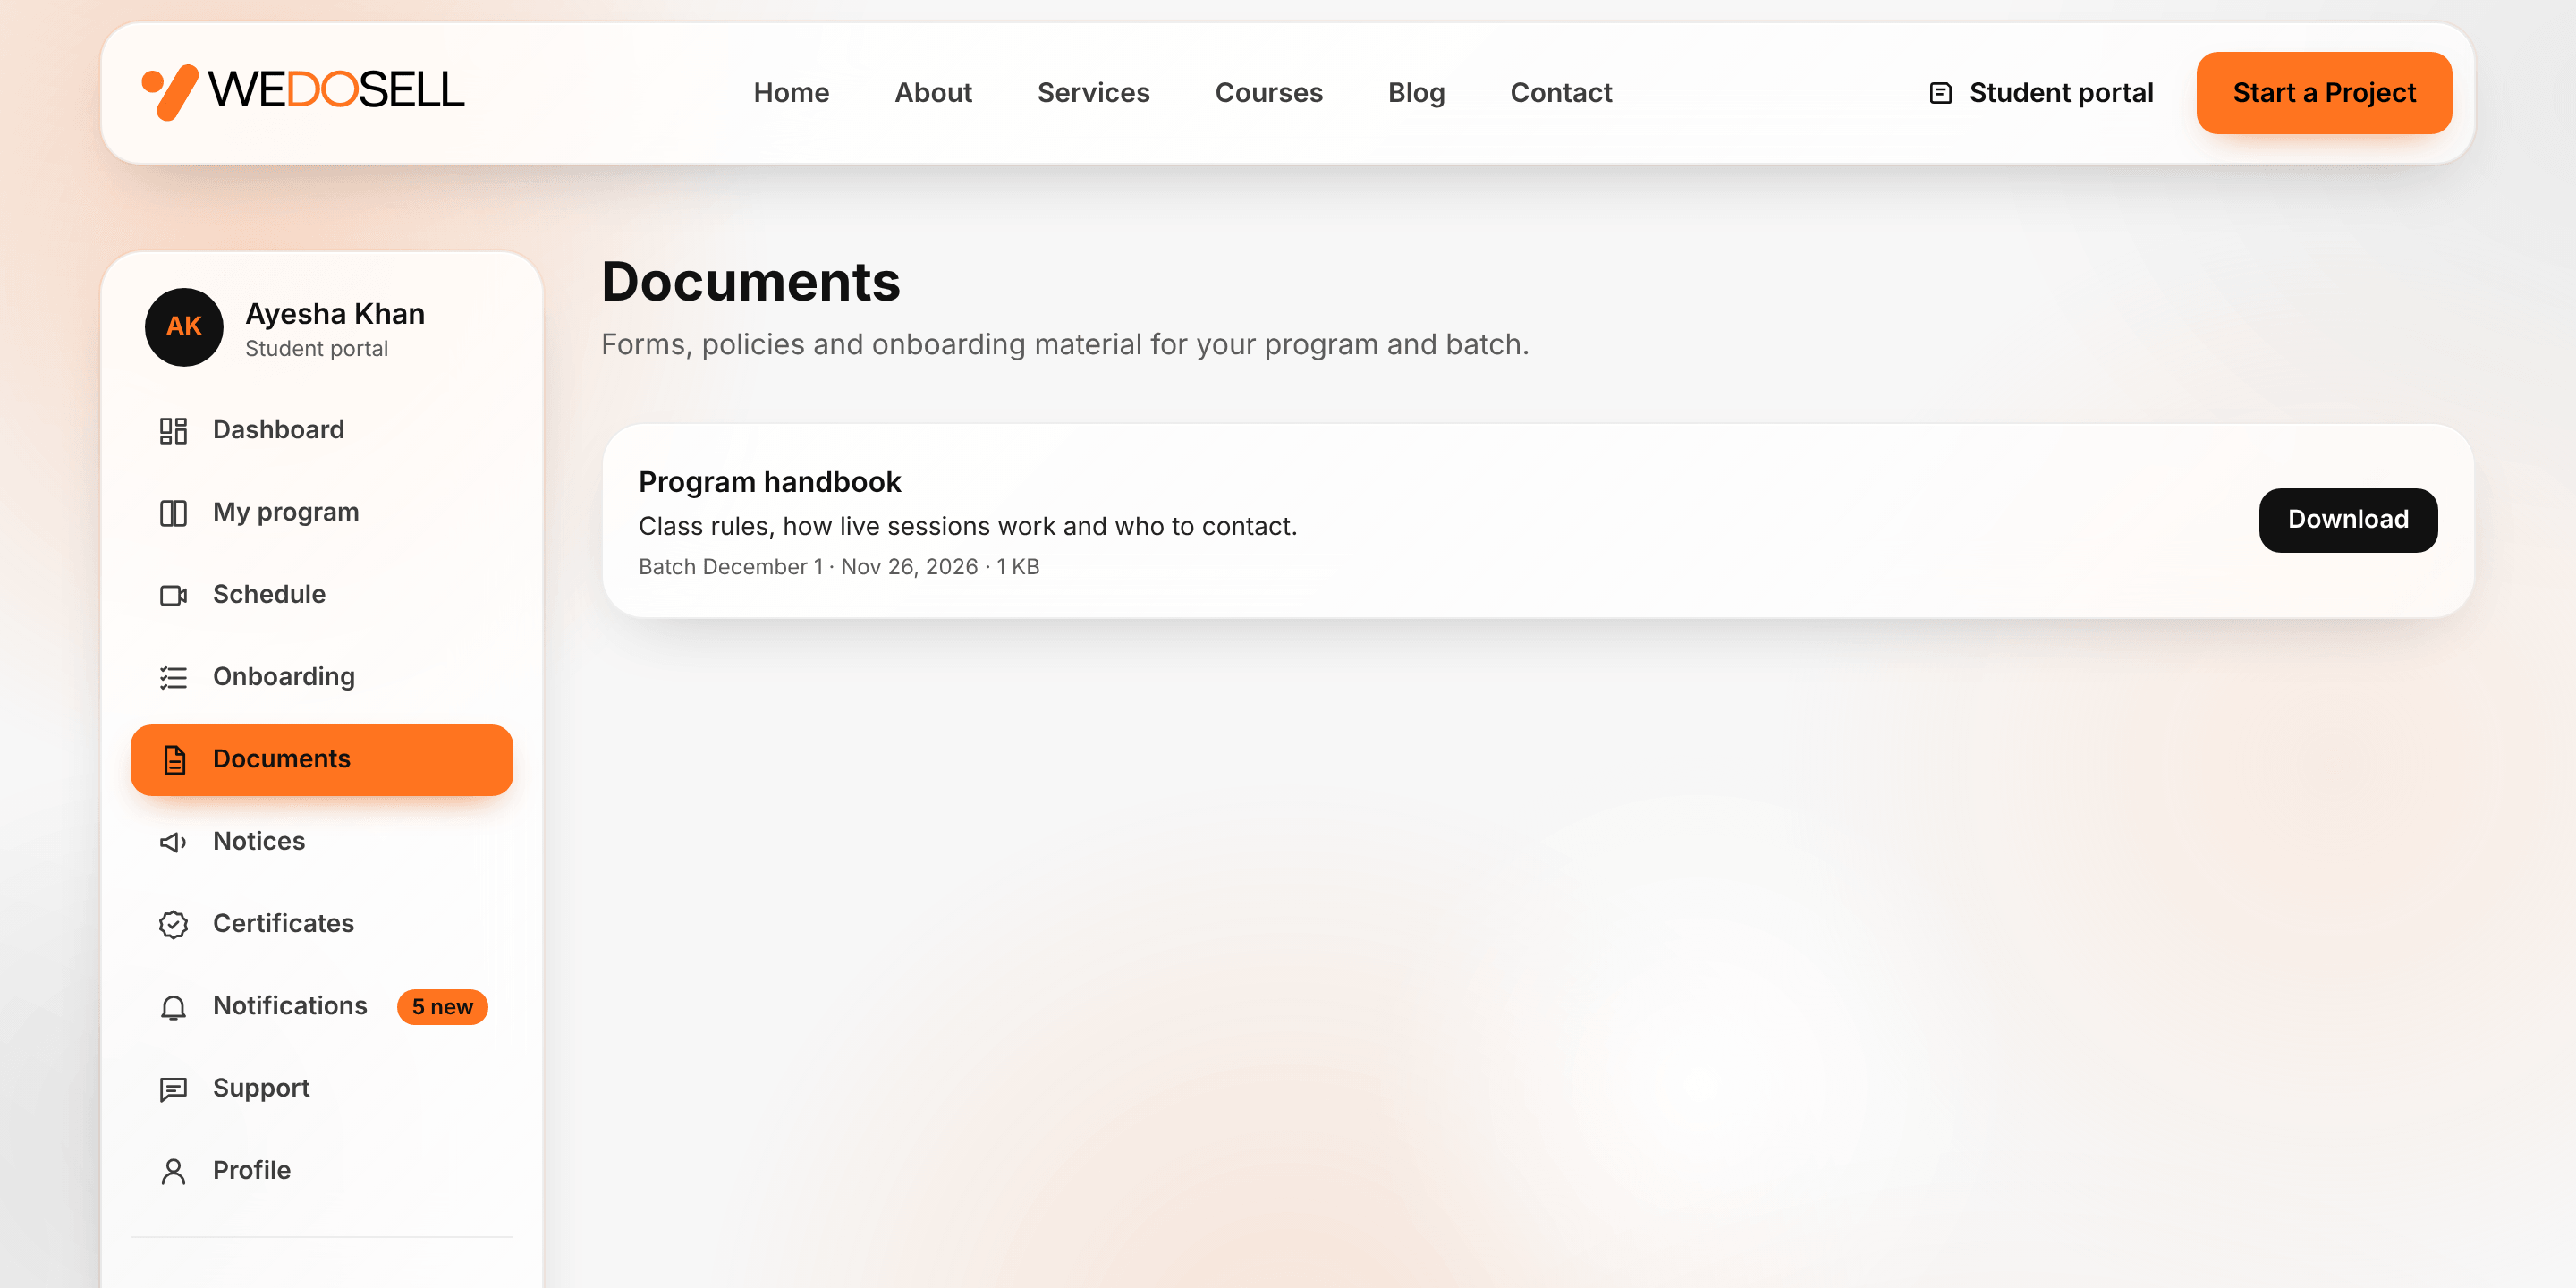 WEDOSELL
Home
About
Services
Courses
Blog
Contact
Student portal
Start a Project
AK
Ayesha Khan
Student portal
Dashboard
My program
Schedule
Onboarding
Documents
Notices
Certificates
Notifications
5 new
Support
Profile
Documents
Forms, policies and onboarding material for your program and batch.
Program handbook
Class rules, how live sessions work and who to contact.
Batch December 1 · Nov 26, 2026 · 1 KB
Download